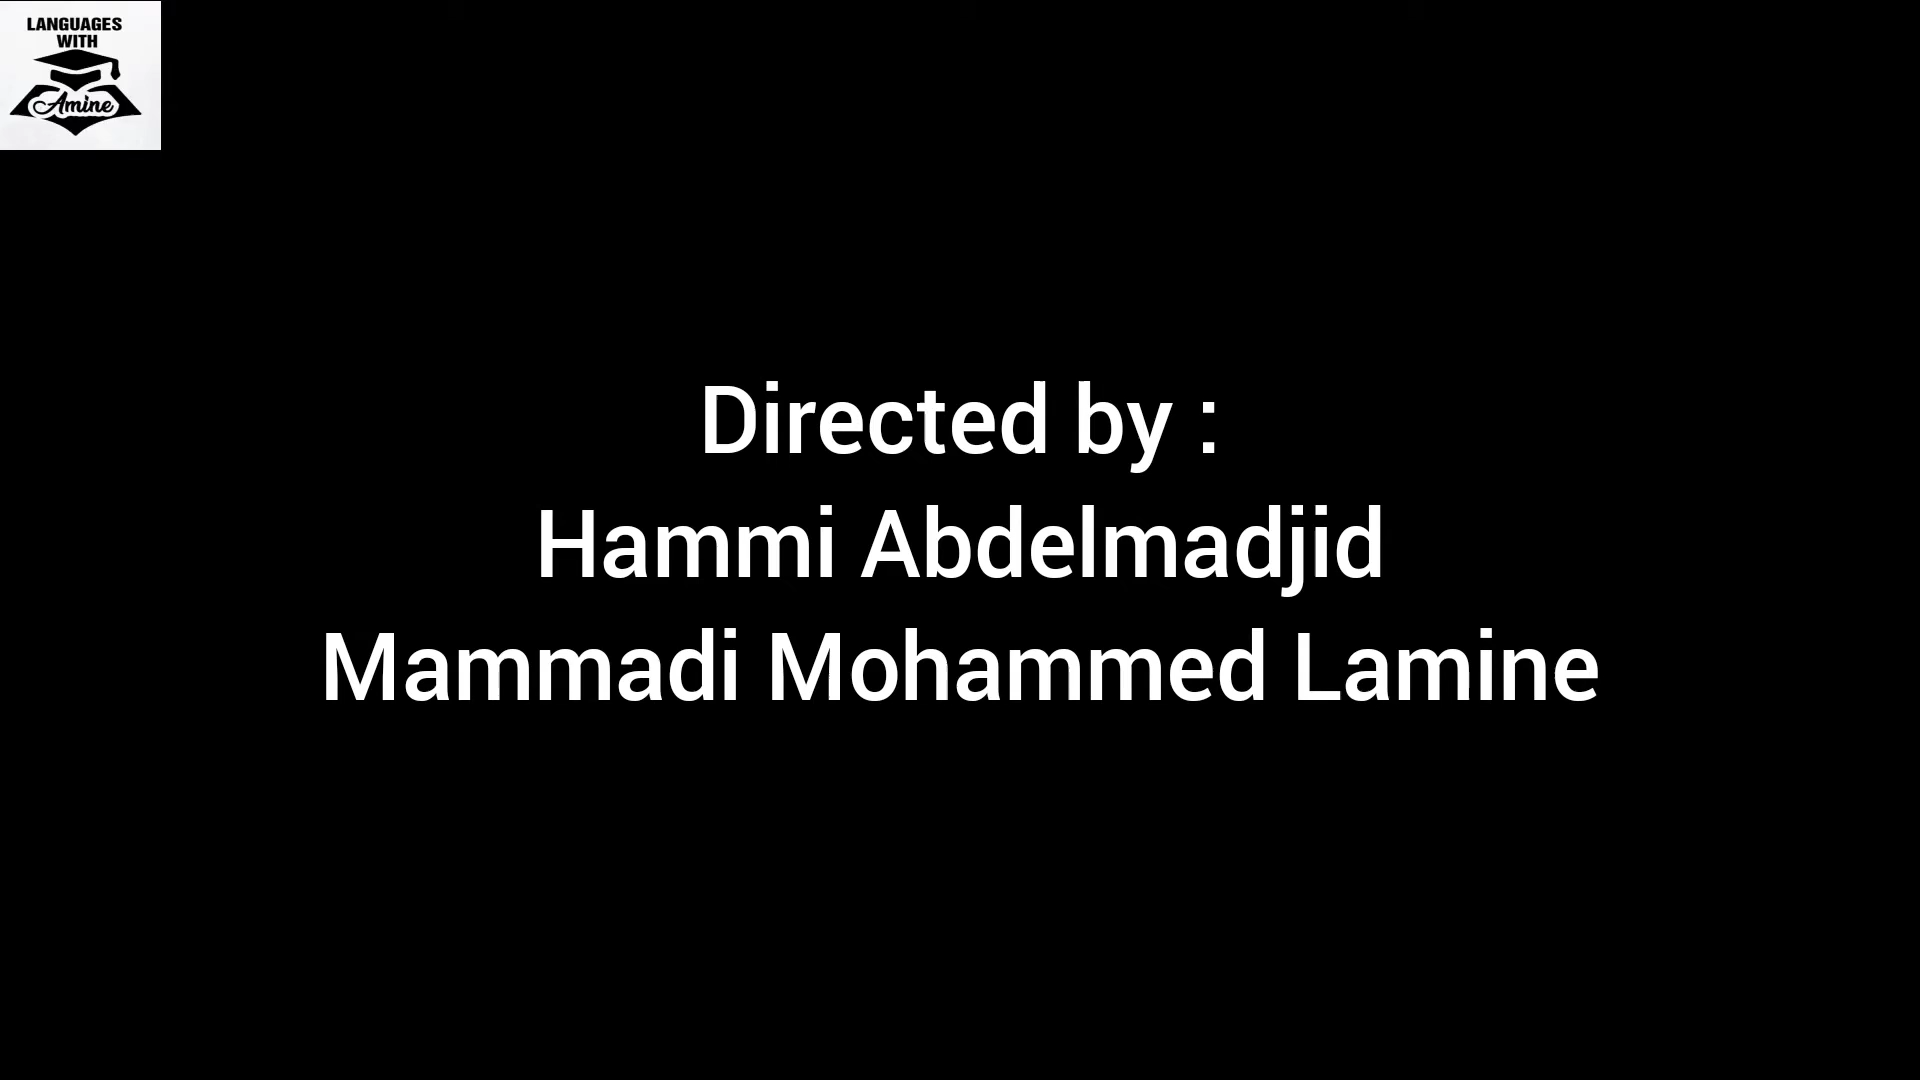 LANGUAGES
WITH
Amine
Directed by :
Hammi Abdelmadjid
Mammadi Mohammed Lamine